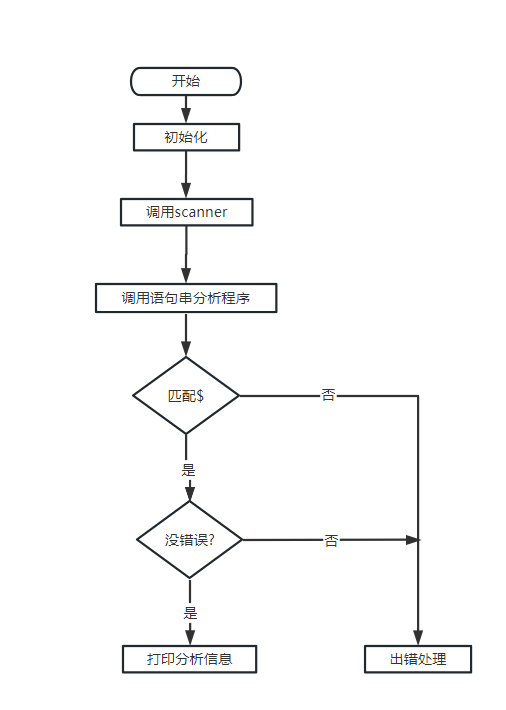 开始
初始化
调用scanner
调用语句串分析程序
匹配$
否
是
没错误?
否
是
打印分析信息
出错处理